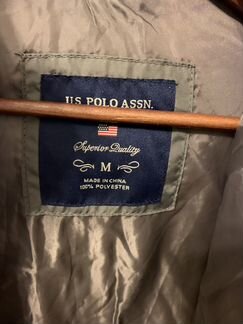 U.S. POLO ASSN.
Superior Quality
M
MADE IN CHINA
100% POLYESTER